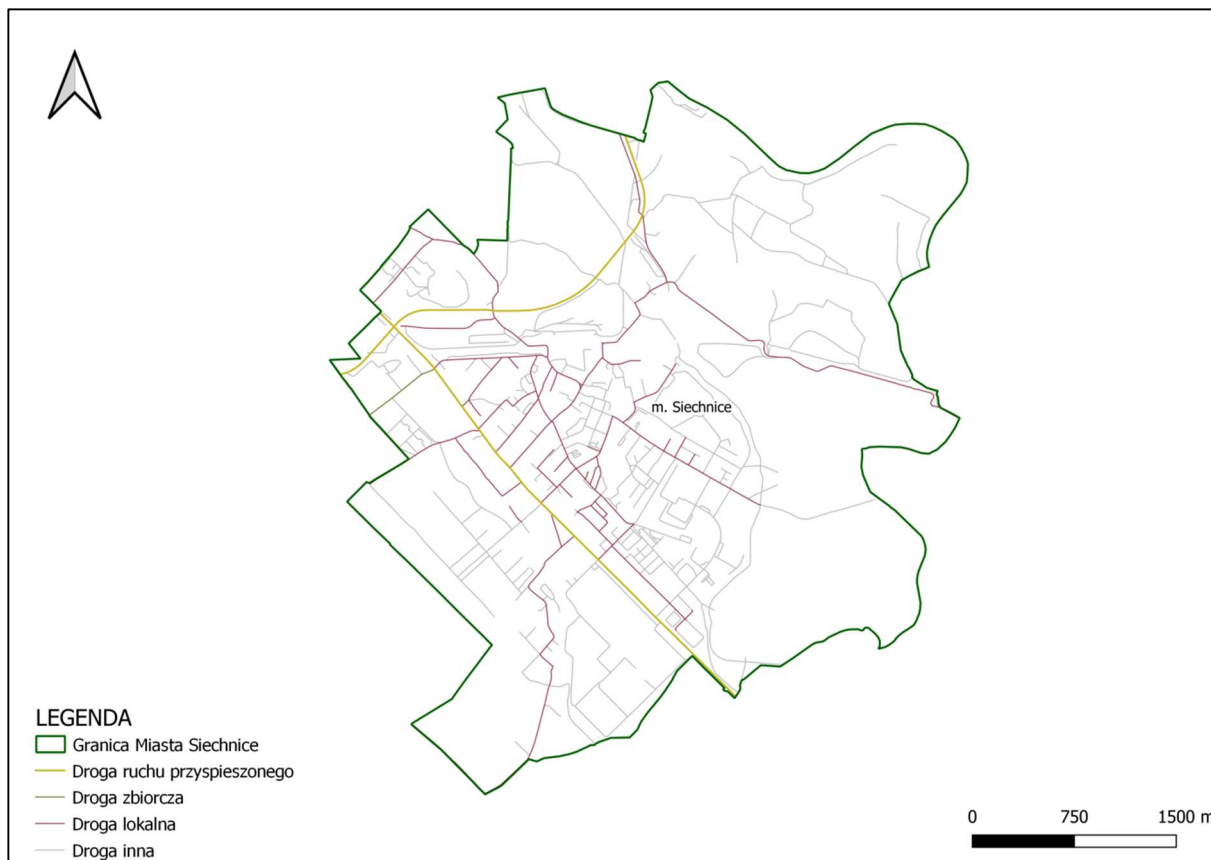 m. Siechnice
LEGENDA
Granica Miasta Siechnice
Droga ruchu przyspieszonego
Droga zbiorcza
Droga lokalna
Droga inna
0 750 1500 m